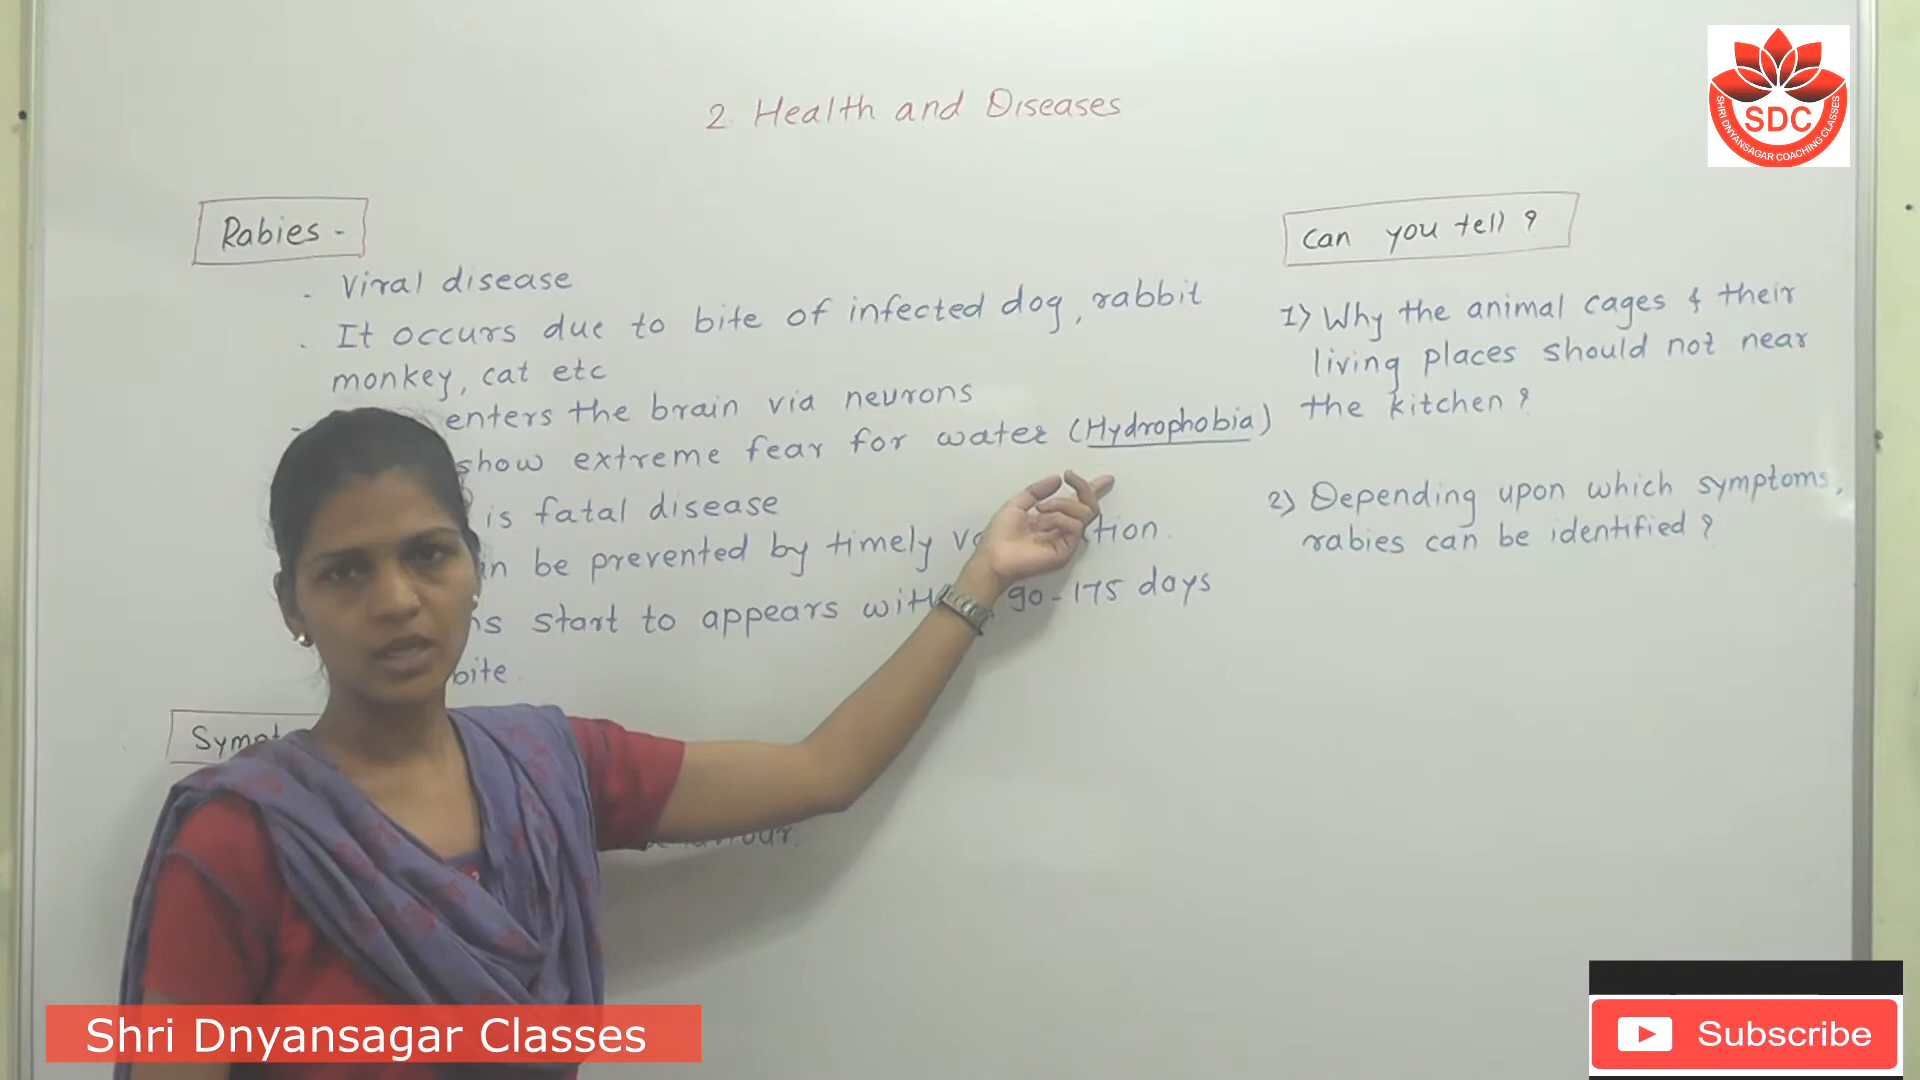 2. Health and Diseases
SDC
SHRI DNYANSAGAR COACHING CLASSES
Rabies -
. Viral disease
. It occurs due to bite of infected dog, rabbit
monkey, cat etc
- enters the brain via neurons
show extreme fear for water (Hydrophobia)
is fatal disease
be prevented by timely
start to appears 90-175 days
bite.
Can you tell ?
1) Why the animal cages & their
living places should not near
the kitchen ?
2) Depending upon which symptoms,
rabies can be identified ?
Shri Dnyansagar Classes
Subscribe